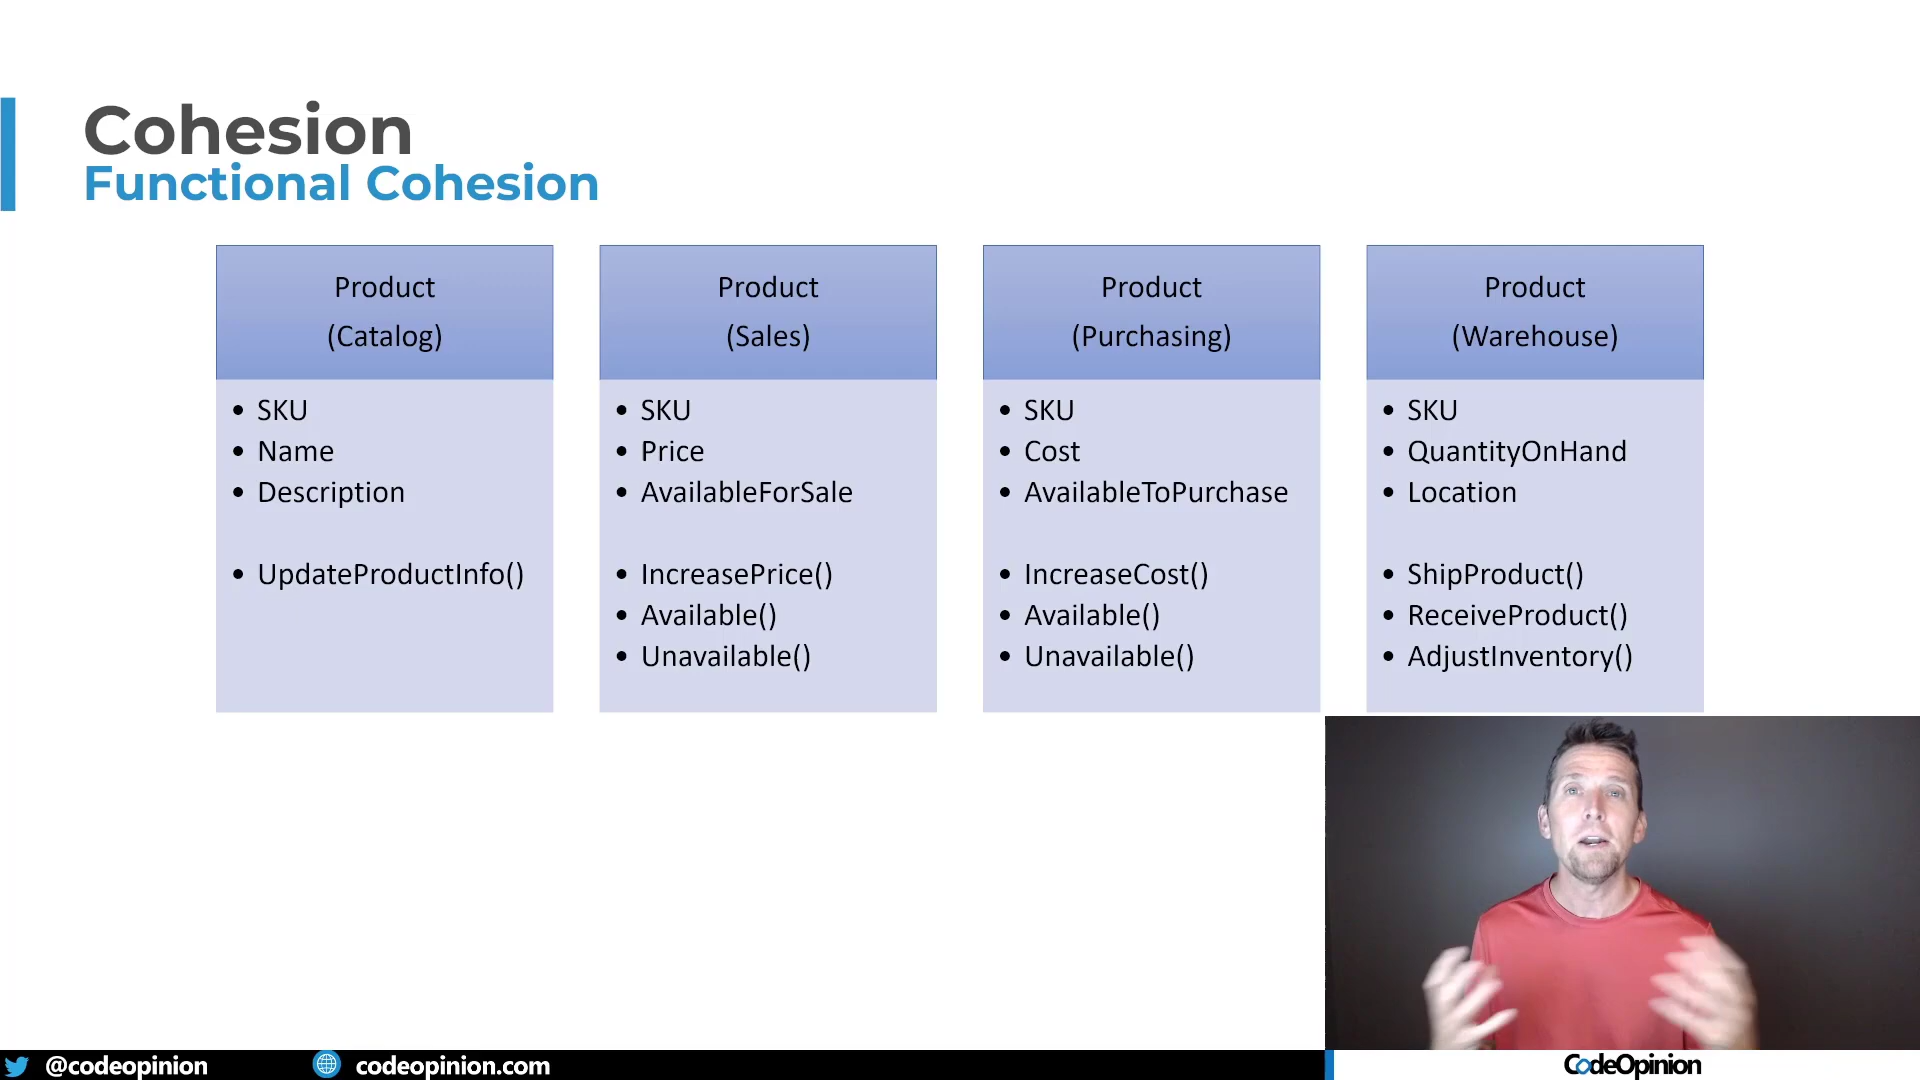 Cohesion
Functional Cohesion
Product
(Catalog)
• SKU
• Name
• Description
• UpdateProductInfo()
Product
(Sales)
• SKU
• Price
• AvailableForSale
• IncreasePrice()
• Available()
• Unavailable()
Product
(Purchasing)
• SKU
• Cost
• AvailableToPurchase
• IncreaseCost()
• Available()
• Unavailable()
Product
(Warehouse)
• SKU
• QuantityOnHand
• Location
• ShipProduct()
• ReceiveProduct()
• AdjustInventory()
@codeopinion
codeopinion.com
CodeOpinion